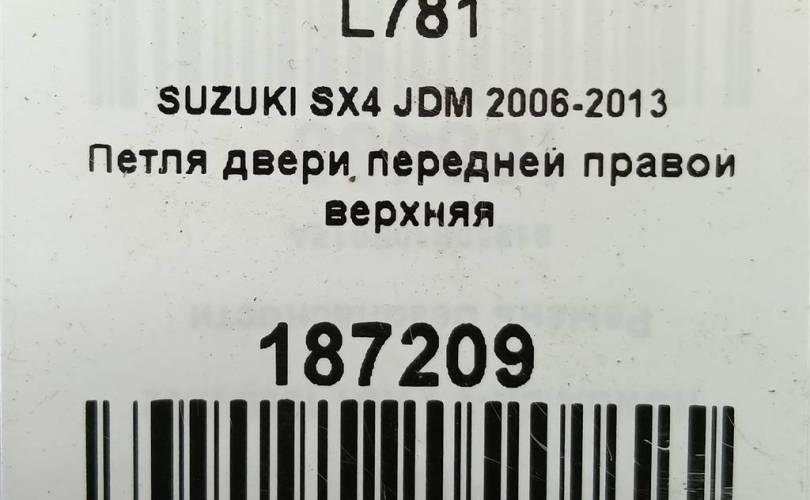 L781
SUZUKI SX4 JDM 2006-2013
Петля двери передней правой
верхняя
187209